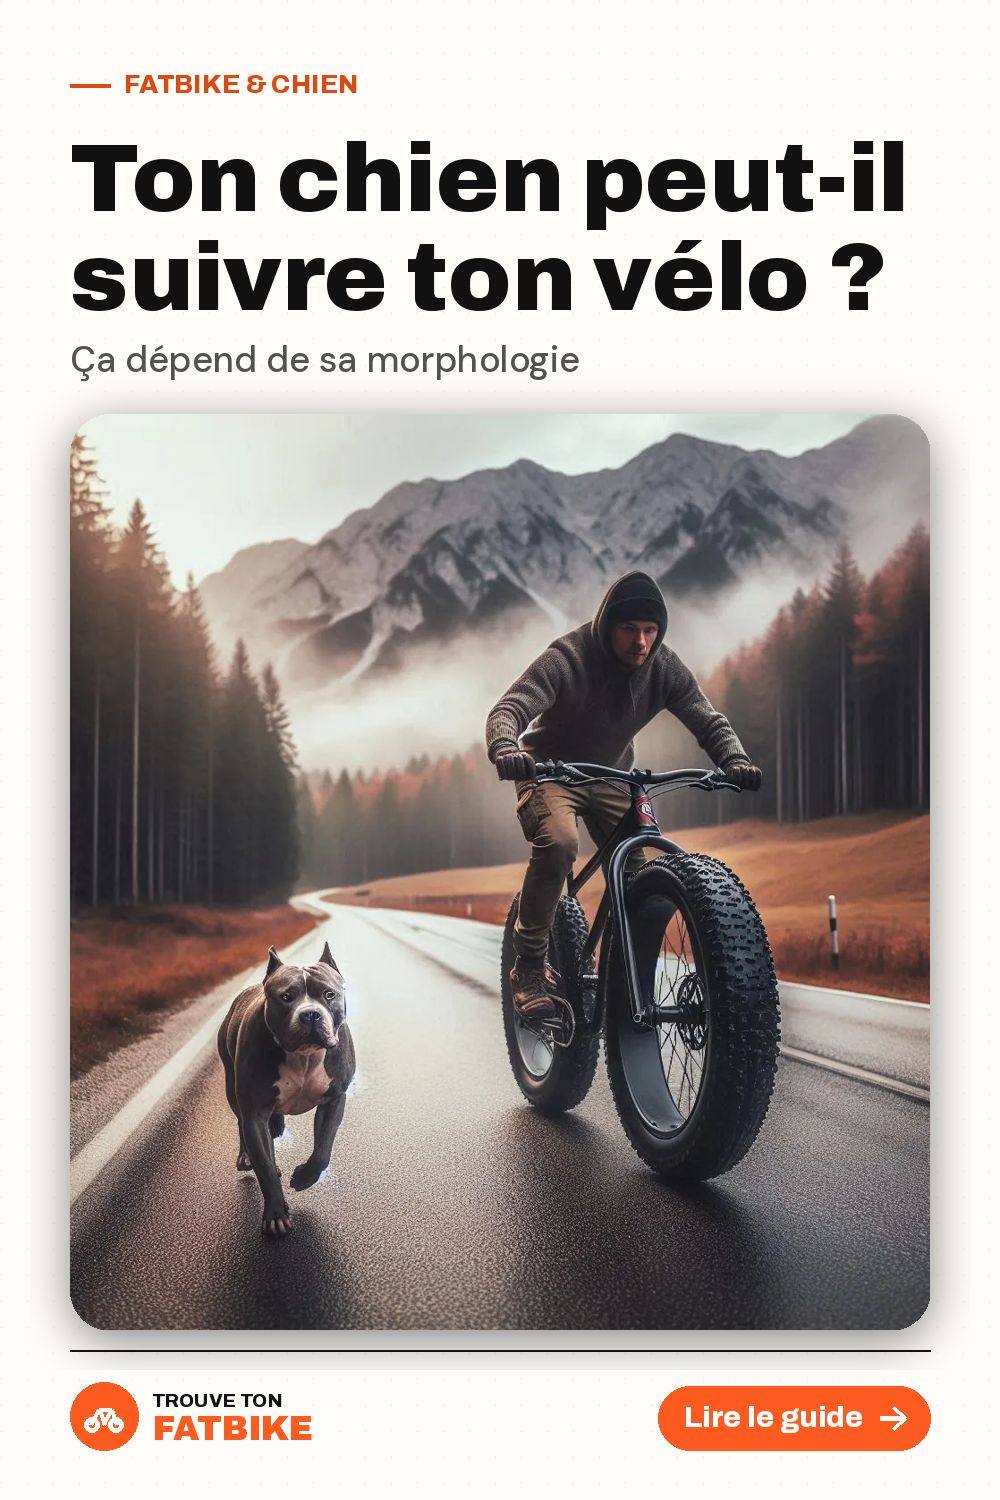 FATBIKE & CHIEN
Ton chien peut-il
suivre ton vélo ?
Ça dépend de sa morphologie
TROUVE TON
FATBIKE
Lire le guide